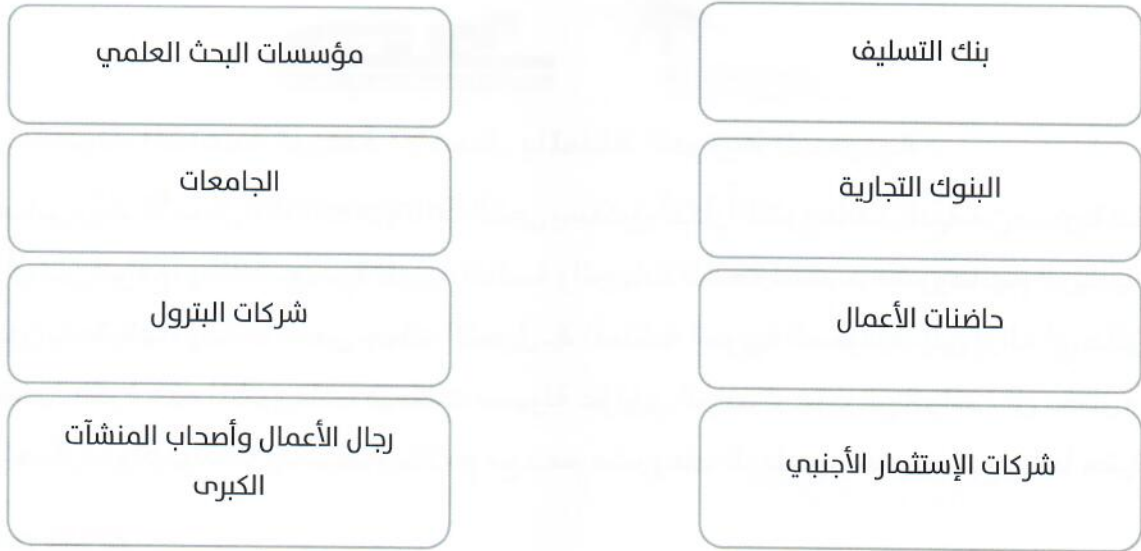 بنك التسليف
مؤسسات البحث العلمي
البنوك التجارية
الجامعات
حاضنات الأعمال
شركات البترول
شركات الإستثمار الأجنبي
رجال الأعمال وأصحاب المنشآت
الكبرى